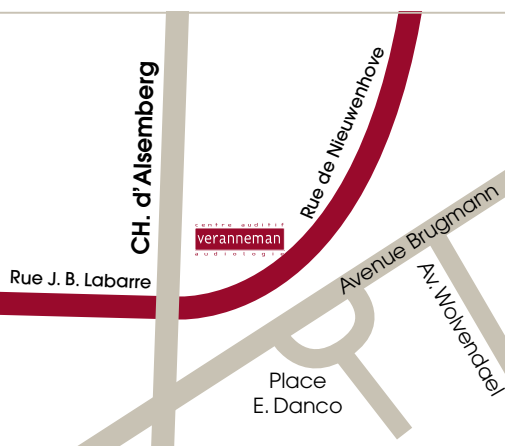 CH. d'Alsemberg
Rue de Nieuwenhove
centre auditif
veranneman
audiologie
Rue J. B. Labarre
Avenue Brugmann
Av. Wolvendael
Place
E. Danco